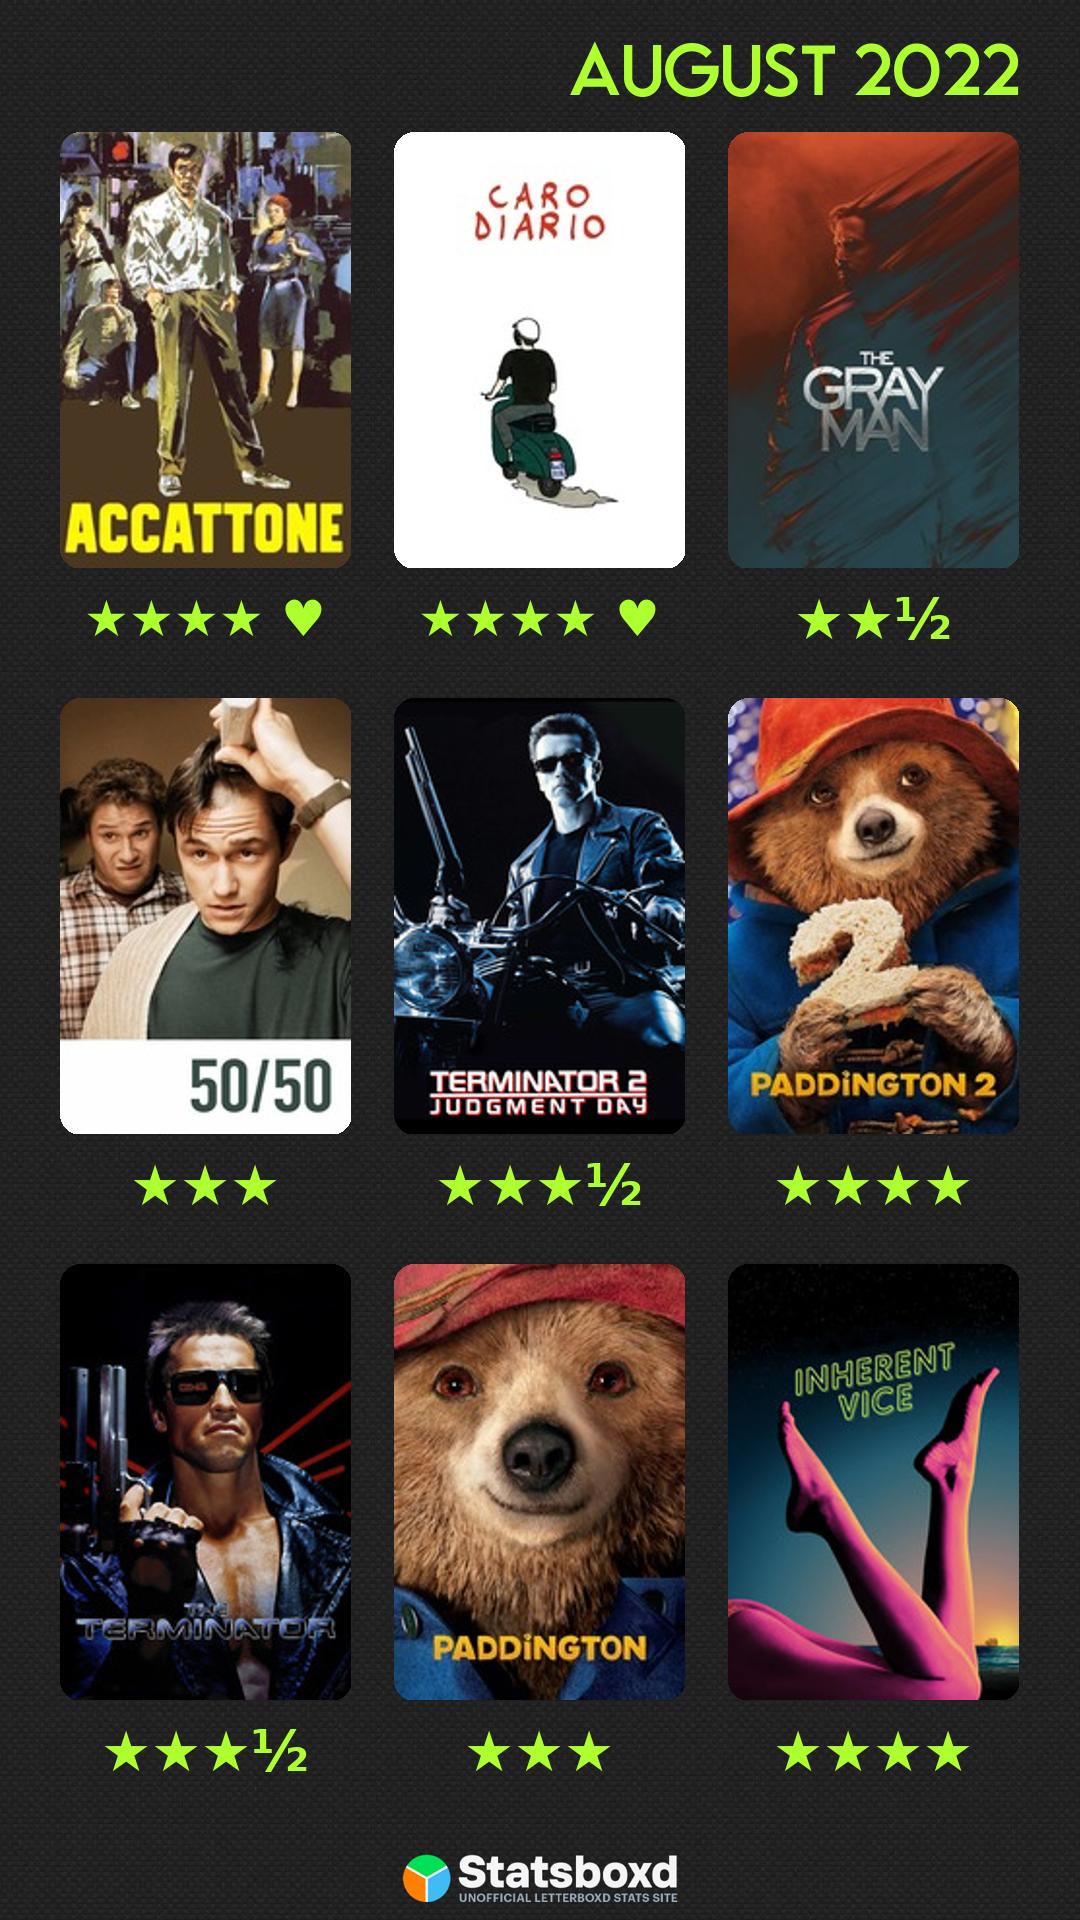 AUGUST 2022
CARO
DIARIO
THE
GRAY
MAN
ACCATTONE
★★★★ ♥
★★★★ ♥
★★½
50/50
TERMINATOR 2
JUDGMENT DAY
PADDiNGTON 2
★★★
★★★½
★★★★
THE
TERMINATOR
PADDiNGTON
INHERENT
VICE
★★★½
★★★
★★★★
Statsboxd
UNOFFICIAL LETTERBOXD STATS SITE